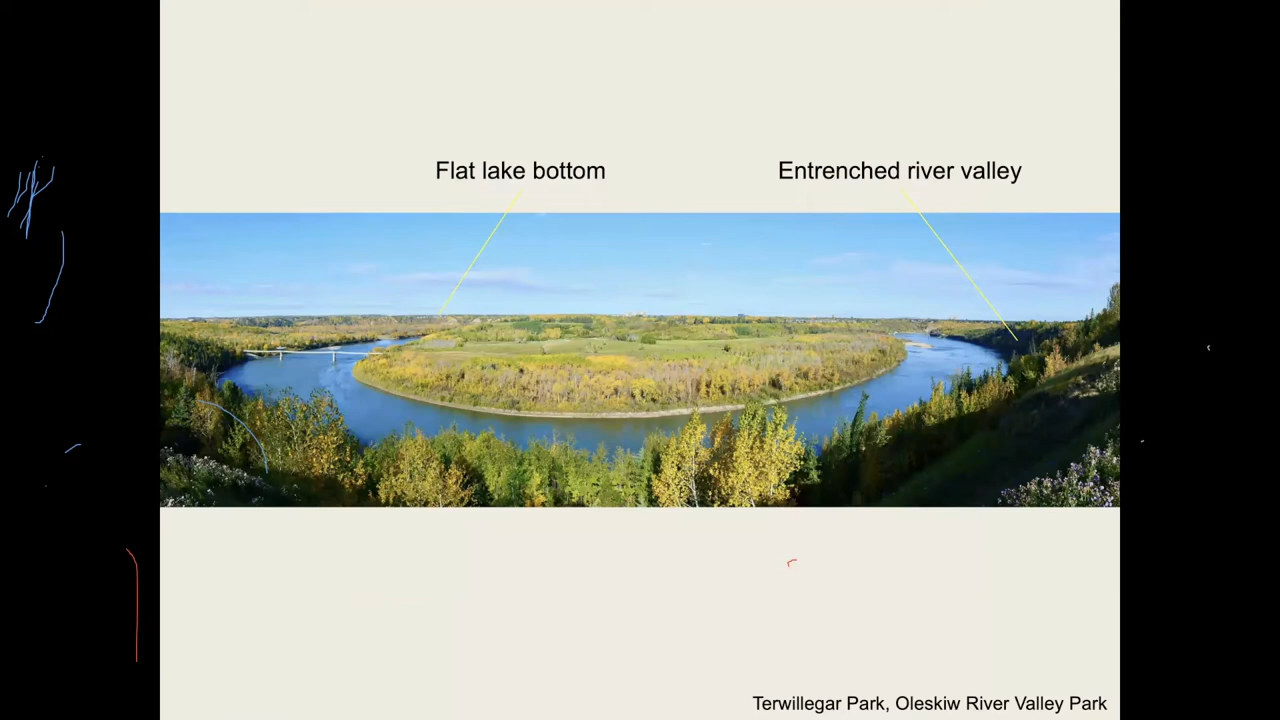 Flat lake bottom
Entrenched river valley
Terwillegar Park, Oleskiw River Valley Park